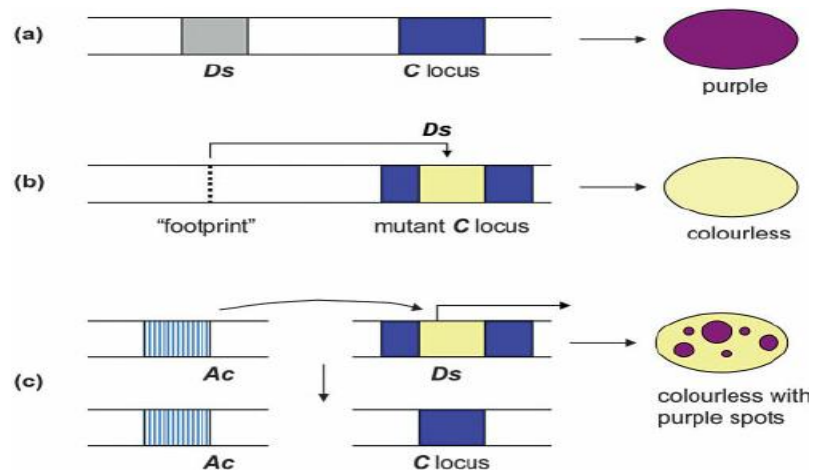 (a)
Ds
C locus
purple
Ds
(b)
"footprint"
mutant C locus
colourless
(c)
Ac
Ds
colourless with
purple spots
Ac
C locus